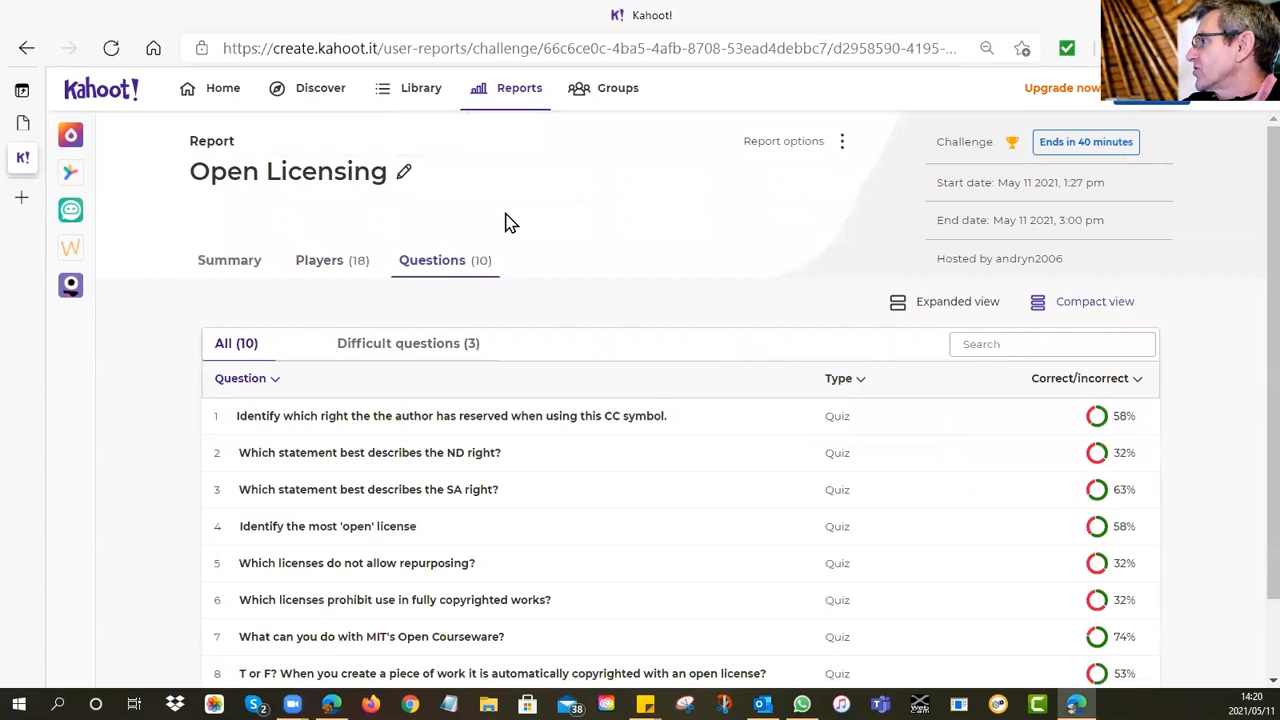 K! Kahoot!
https://create.kahoot.it/user-reports/challenge/66c6ce0c-4ba5-4afb-8708-53ead4debbc7/d2958590-4195-...
Kahoot! Home Discover Library Reports Groups Upgrade now
K!
Report
Report options
Challenge. Ends in 40 minutes
Open Licensing
Start date: May 11 2021, 1:27 pm
End date: May 11 2021, 3:00 pm
Hosted by andryn2006
Summary Players (18) Questions (10)
Expanded view Compact view
All (10) Difficult questions (3) Search
Question Type Correct/incorrect
1 Identify which right the the author has reserved when using this CC symbol. Quiz 58%
2 Which statement best describes the ND right? Quiz 32%
3 Which statement best describes the SA right? Quiz 63%
4 Identify the most 'open' license Quiz 58%
5 Which licenses do not allow repurposing? Quiz 32%
6 Which licenses prohibit use in fully copyrighted works? Quiz 32%
7 What can you do with MIT's Open Courseware? Quiz 74%
8 T or F? When you create a piece of work it is automatically copyrighted with an open license? Quiz 53%
2
38
14:20
2021/05/11